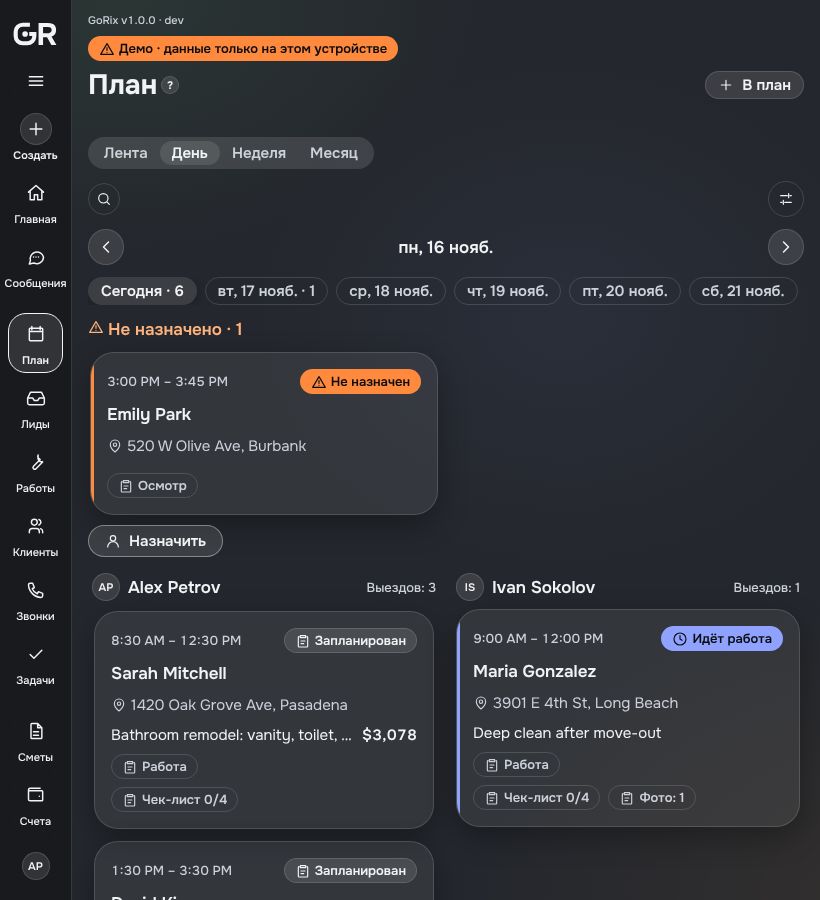 GR
GoRix v1.0.0 · dev
Демо · данные только на этом устройстве
План ?
В план
Создать
Главная
Сообщения
План
Лиды
Работы
Клиенты
Звонки
Задачи
Сметы
Счета
AP
Лента День Неделя Месяц
пн, 16 нояб.
Сегодня · 6 вт, 17 нояб. · 1 ср, 18 нояб. чт, 19 нояб. пт, 20 нояб. сб, 21 нояб.
Не назначено · 1
3:00 PM – 3:45 PM Не назначен
Emily Park
520 W Olive Ave, Burbank
Осмотр
Назначить
AP Alex Petrov Выездов: 3
8:30 AM – 12:30 PM Запланирован
Sarah Mitchell
1420 Oak Grove Ave, Pasadena
Bathroom remodel: vanity, toilet, ... $3,078
Работа
Чек-лист 0/4
1:30 PM – 3:30 PM Запланирован
IS Ivan Sokolov Выездов: 1
9:00 AM – 12:00 PM Идёт работа
Maria Gonzalez
3901 E 4th St, Long Beach
Deep clean after move-out
Работа
Чек-лист 0/4 Фото: 1